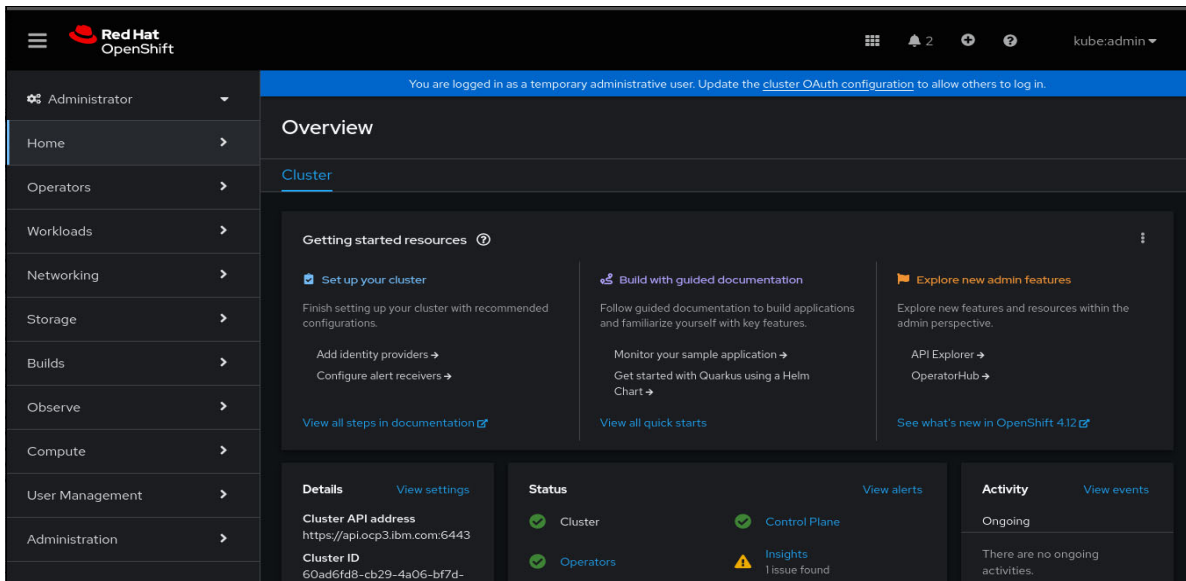 Red Hat
OpenShift
2
kube:admin
You are logged in as a temporary administrative user. Update the cluster OAuth configuration to allow others to log in.
Administrator
Home
Operators
Workloads
Networking
Storage
Builds
Observe
Compute
User Management
Administration
Overview
Cluster
Getting started resources
Set up your cluster
Finish setting up your cluster with recommended
configurations.
Add identity providers
Configure alert receivers
View all steps in documentation
Build with guided documentation
Follow guided documentation to build applications
and familiarize yourself with key features.
Monitor your sample application
Get started with Quarkus using a Helm
Chart
View all quick starts
Explore new admin features
Explore new features and resources within the
admin perspective.
API Explorer
OperatorHub
See what's new in OpenShift 4.12
Details
View settings
Cluster API address
https://api.ocp3.ibm.com:6443
Cluster ID
60ad6fd8-cb29-4a06-bf7d-
Status
View alerts
Cluster
Control Plane
Operators
Insights
1 issue found
Activity
View events
Ongoing
There are no ongoing
activities.